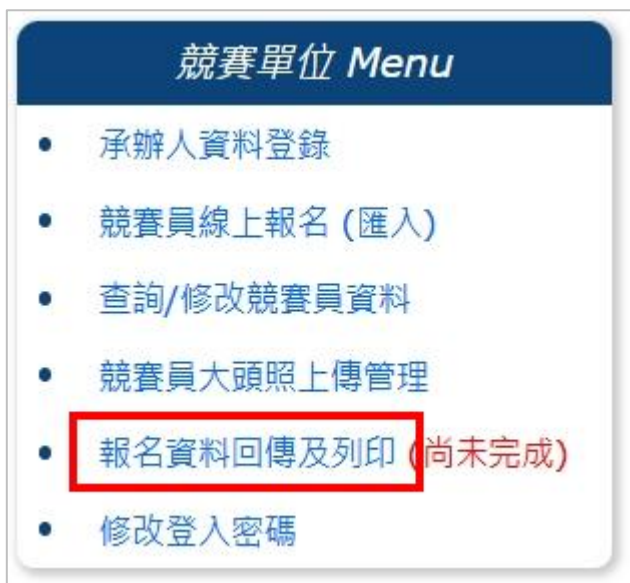 競賽單位 Menu
承辦人資料登錄
競賽員線上報名 (匯入)
查詢/修改競賽員資料
競賽員大頭照上傳管理
報名資料回傳及列印 (尚未完成)
修改登入密碼